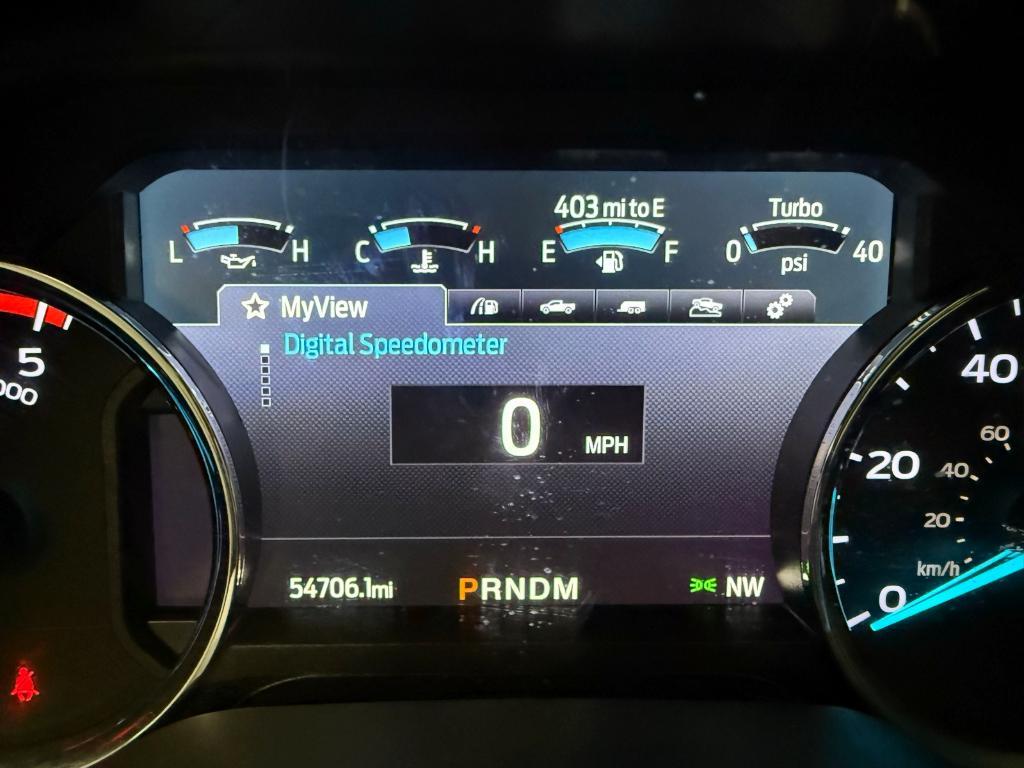 403 mi to E
Turbo
L H
C H
E F
0 40
psi
MyView
Digital Speedometer
0 MPH
54706.1mi
PRNDM
NW
5
000
40
20
0
60
40
20
km/h